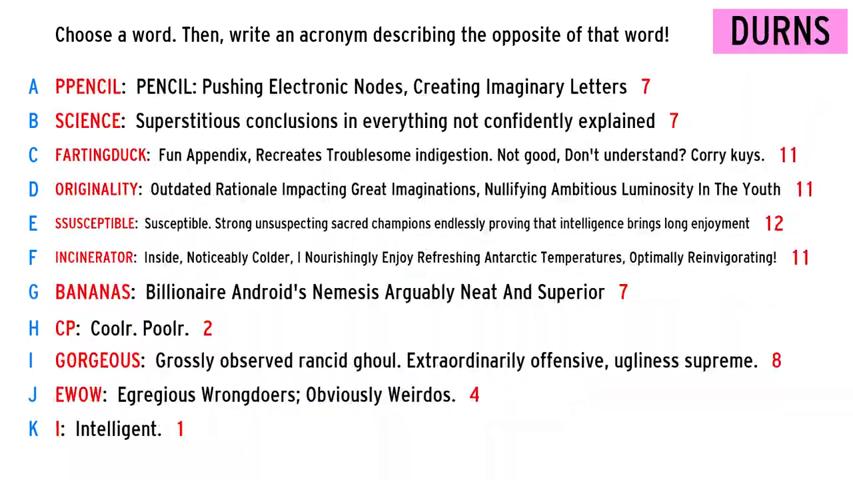 Choose a word. Then, write an acronym describing the opposite of that word!
DURNS
A PPENCIL: PENCIL: Pushing Electronic Nodes, Creating Imaginary Letters 7
B SCIENCE: Superstitious conclusions in everything not confidently explained 7
C FARTINGDUCK: Fun Appendix, Recreates Troublesome indigestion. Not good, Don't understand? Corry kuys. 11
D ORIGINALITY: Outdated Rationale Impacting Great Imaginations, Nullifying Ambitious Luminosity In The Youth 11
E SSUSCEPTIBLE: Susceptible. Strong unsuspecting sacred champions endlessly proving that intelligence brings long enjoyment 12
F INCINERATOR: Inside, Noticeably Colder, I Nourishingly Enjoy Refreshing Antarctic Temperatures, Optimally Reinvigorating! 11
G BANANAS: Billionaire Android's Nemesis Arguably Neat And Superior 7
H CP: Coolr. Poolr. 2
I GORGEOUS: Grossly observed rancid ghoul. Extraordinarily offensive, ugliness supreme. 8
J EWOW: Egregious Wrongdoers; Obviously Weirdos. 4
K I: Intelligent. 1